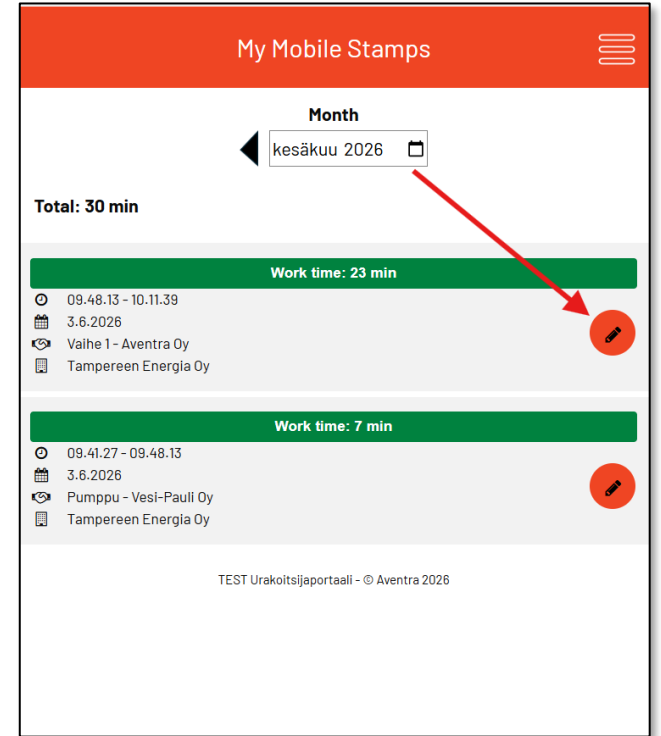 My Mobile Stamps
Month
kesäkuu 2026
Total: 30 min
Work time: 23 min
09.48.13 - 10.11.39
3.6.2026
Vaihe 1 - Aventra Oy
Tampereen Energia Oy
Work time: 7 min
09.41.27 - 09.48.13
3.6.2026
Pumppu - Vesi-Pauli Oy
Tampereen Energia Oy
TEST Urakoitsijaportaali - © Aventra 2026